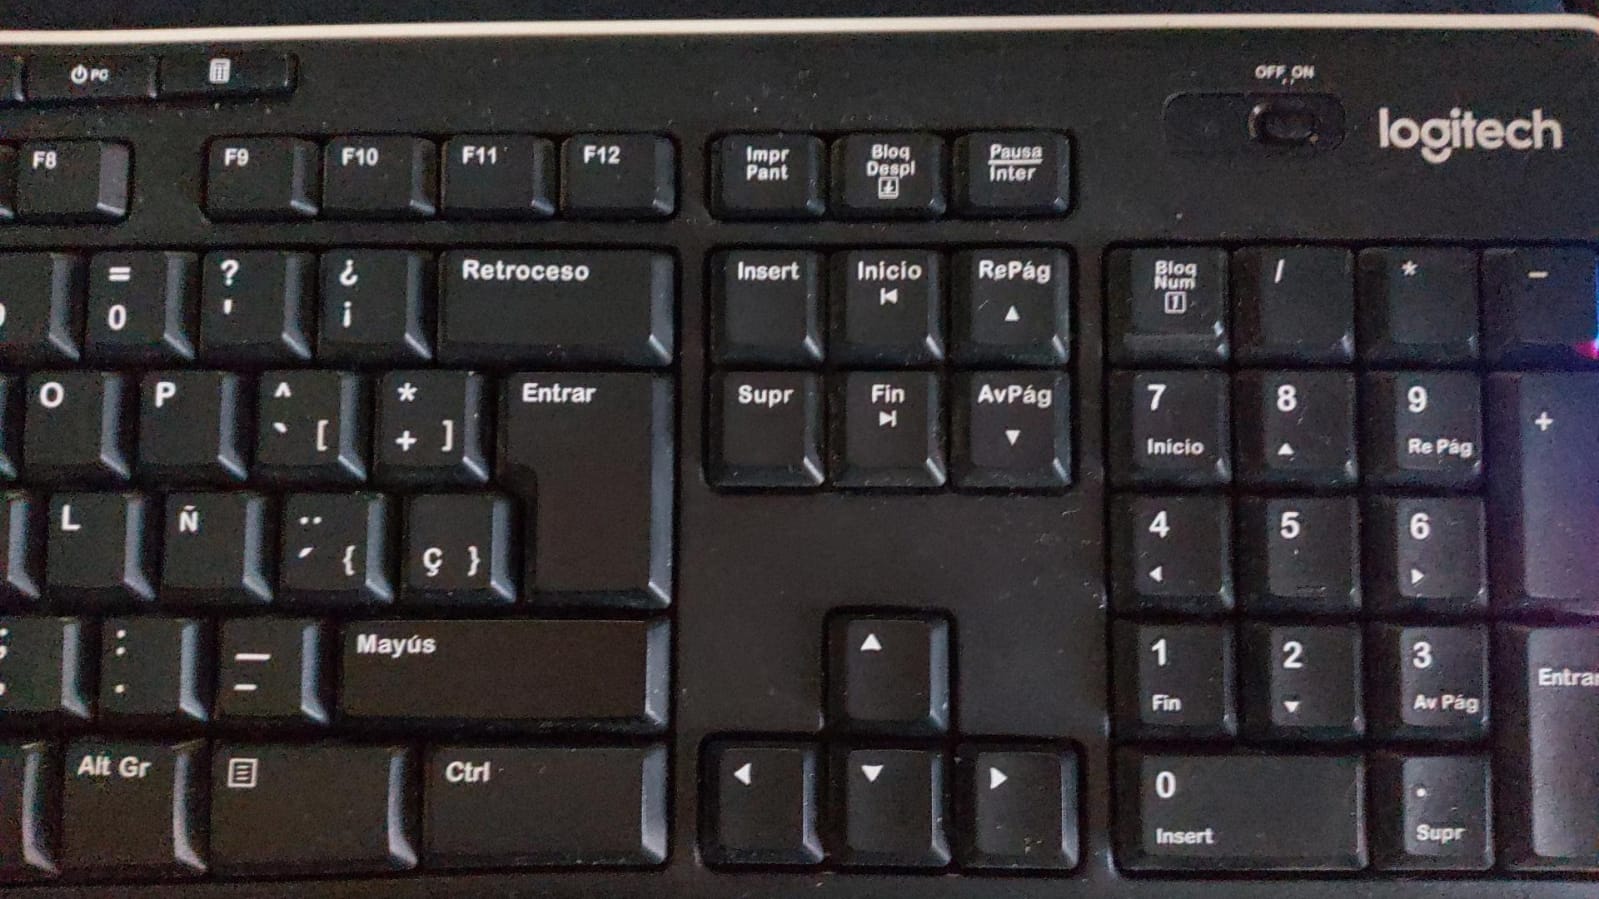 PC
OFF ON
logitech
F8 F9 F10 F11 F12
Impr
Pant
Bloq
Despl
Pausa
Inter
=
0
?
'
¿
¡
Retroceso
Insert
Inicio
RePág
Bloq
Num
1
/
*
-
O
P
^
` [
*
+ ]
Entrar
Supr
Fin
AvPág
7
Inicio
8
9
Re Pág
+
L
Ñ
¨
´ {
Ç }
4
5
6
;
,
:
.
_
-
Mayús
1
Fin
2
3
Av Pág
Entrar
Alt Gr
Ctrl
0
Insert
.
Supr